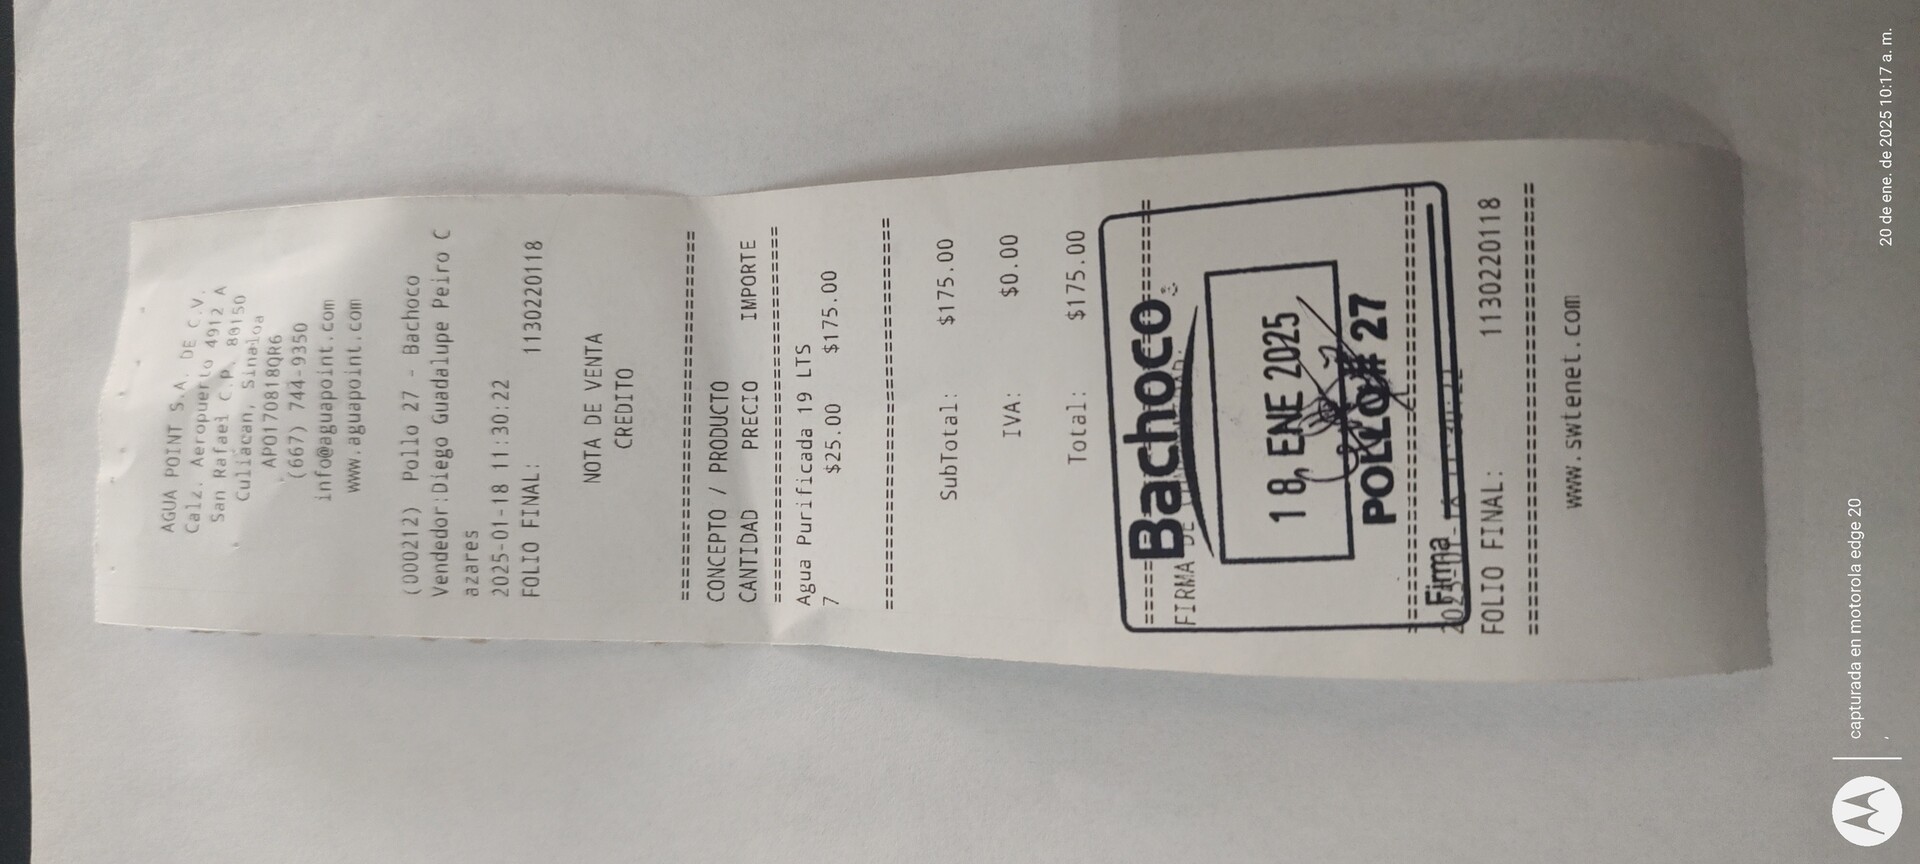 AGUA POINT S.A. DE C.V.
Calz. Aeropuerto 4912 A
San Rafael C.P. 80150
Culiacan, Sinaloa
APO170818QR6
(667) 744-9350
info@aguapoint.com
www.aguapoint.com
(000212) Pollo 27 - Bachoco
Vendedor:Diego Guadalupe Peiro C
azares
2025-01-18 11:30:22
FOLIO FINAL: 1130220118
NOTA DE VENTA
CREDITO
CONCEPTO / PRODUCTO
CANTIDAD PRECIO IMPORTE
Agua Purificada 19 LTS
7 $25.00 $175.00
SubTotal: $175.00
IVA: $0.00
Total: $175.00
Bachoco
FIRMA DE
18 ENE 2025
POLLO # 27
Firma
FOLIO FINAL: 1130220118
www.swtenet.com
capturada en motorola edge 20
20 de ene. de 2025 10:17 a. m.